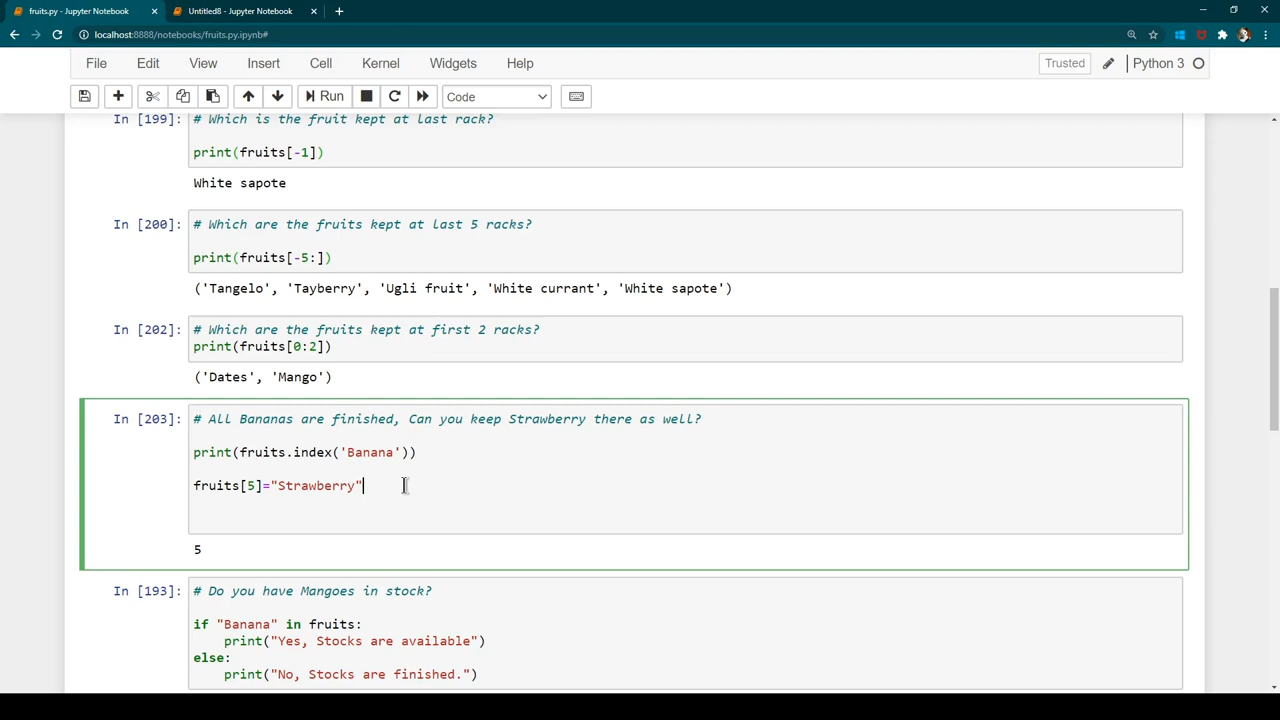 fruits.py - Jupyter Notebook
Untitled8 - Jupyter Notebook
localhost:8888/notebooks/fruits.py.ipynb#
File Edit View Insert Cell Kernel Widgets Help Trusted Python 3
Run Code
In [199]: # Which is the fruit kept at last rack?
print(fruits[-1])
White sapote
In [200]: # Which are the fruits kept at last 5 racks?
print(fruits[-5:])
('Tangelo', 'Tayberry', 'Ugli fruit', 'White currant', 'White sapote')
In [202]: # Which are the fruits kept at first 2 racks?
print(fruits[0:2])
('Dates', 'Mango')
In [203]: # All Bananas are finished, Can you keep Strawberry there as well?
print(fruits.index('Banana'))
fruits[5]="Strawberry"
5
In [193]: # Do you have Mangoes in stock?
if "Banana" in fruits:
    print("Yes, Stocks are available")
else:
    print("No, Stocks are finished.")